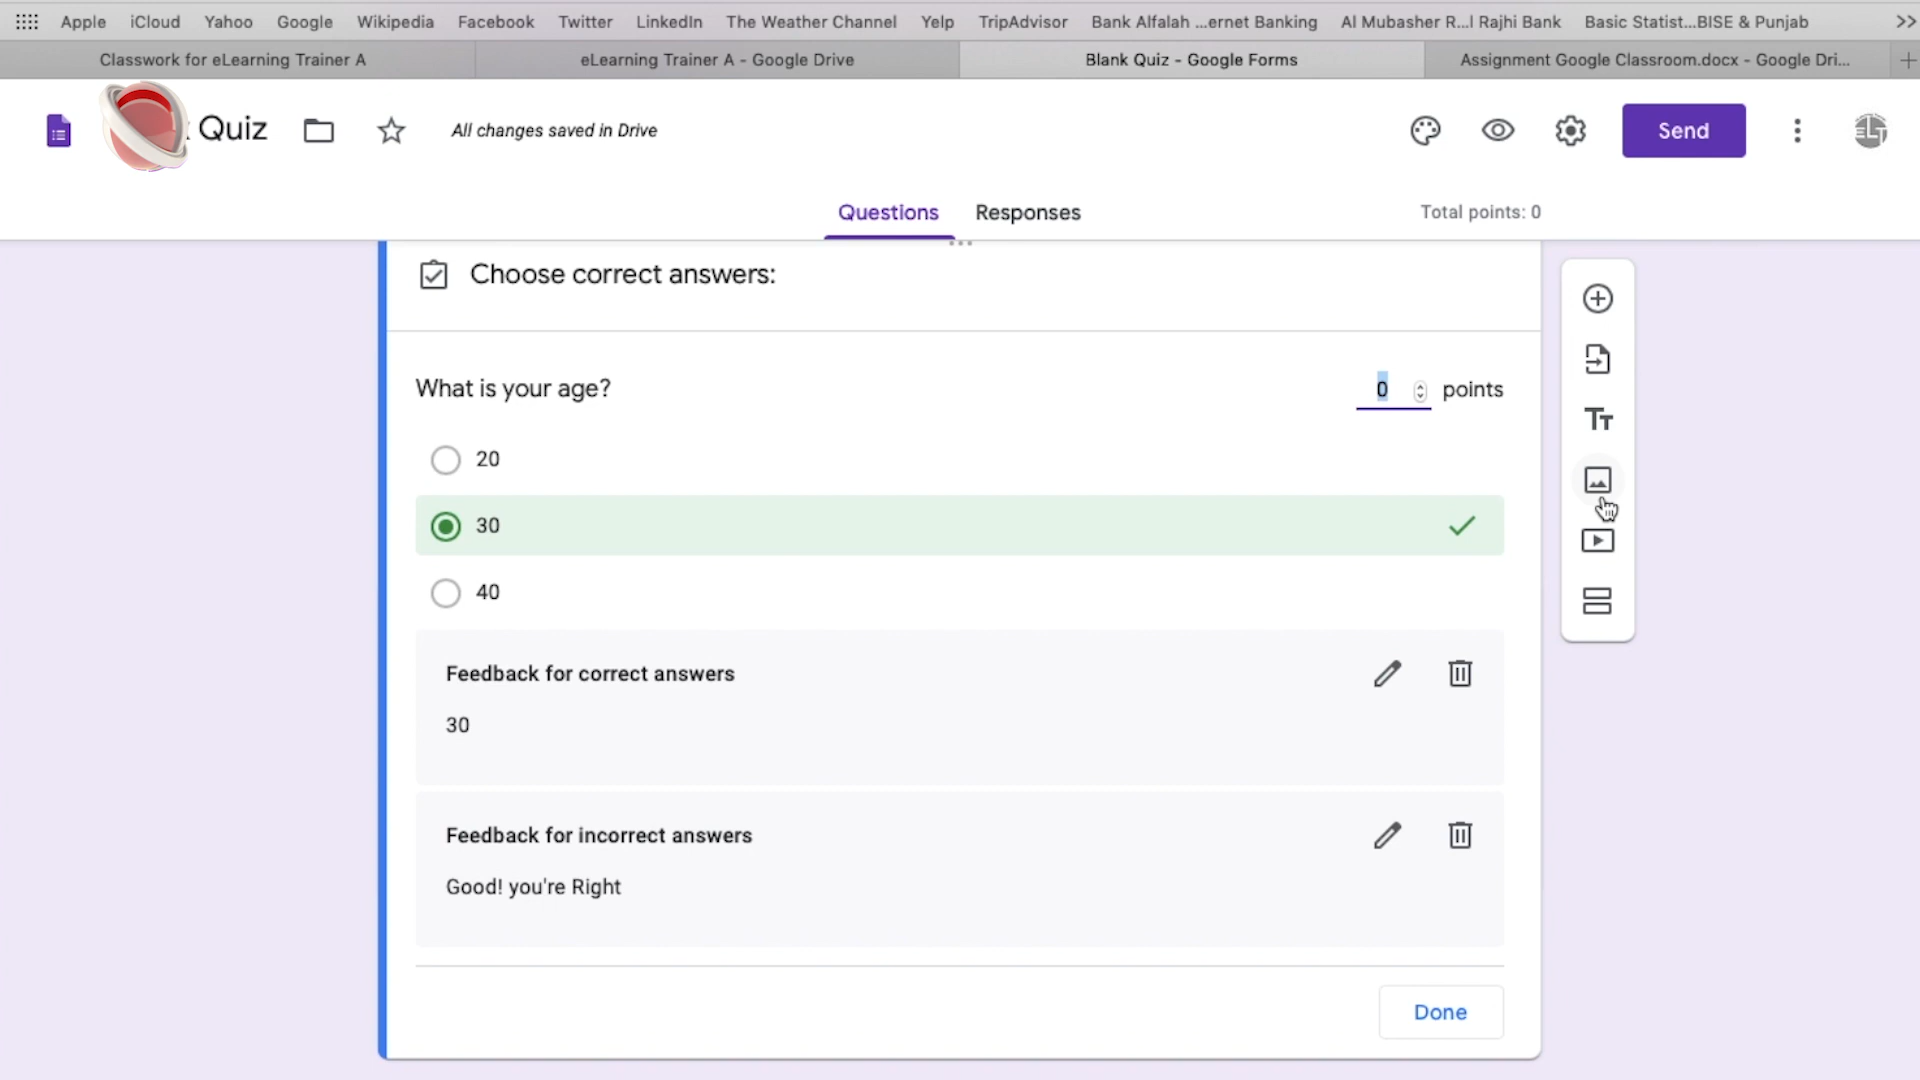 Apple iCloud Yahoo Google Wikipedia Facebook Twitter LinkedIn The Weather Channel Yelp TripAdvisor Bank Alfalah ...ernet Banking Al Mubasher R...l Rajhi Bank Basic Statist...BISE & Punjab
Classwork for eLearning Trainer A eLearning Trainer A - Google Drive Blank Quiz - Google Forms Assignment Google Classroom.docx - Google Dri...
Quiz All changes saved in Drive Send ELT
Questions Responses Total points: 0
Choose correct answers:
What is your age? 0 points
20
30
40
Feedback for correct answers
30
Feedback for incorrect answers
Good! you're Right
Done